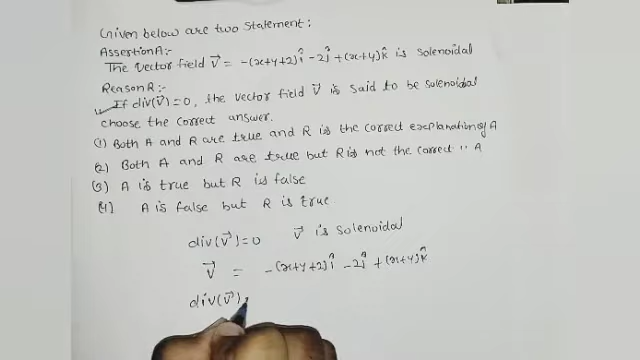 Given below are two Statement:
Assertion A:-
The vector field V⃗ = -(x+y+2)î -2ĵ +(x+y)k̂ is solenoidal
Reason R:-
If div(V⃗)=0, the vector field V⃗ is said to be solenoidal
choose the correct answer.
(1) Both A and R are true and R is the correct explanation of A
(2) Both A and R are true but R is not the correct " A
(3) A is true but R is false
(4) A is false but R is true
div(V⃗)=0 V⃗ is solenoidal
V⃗ = -(x+y+2)î -2ĵ +(x+y)k̂
div(V⃗)